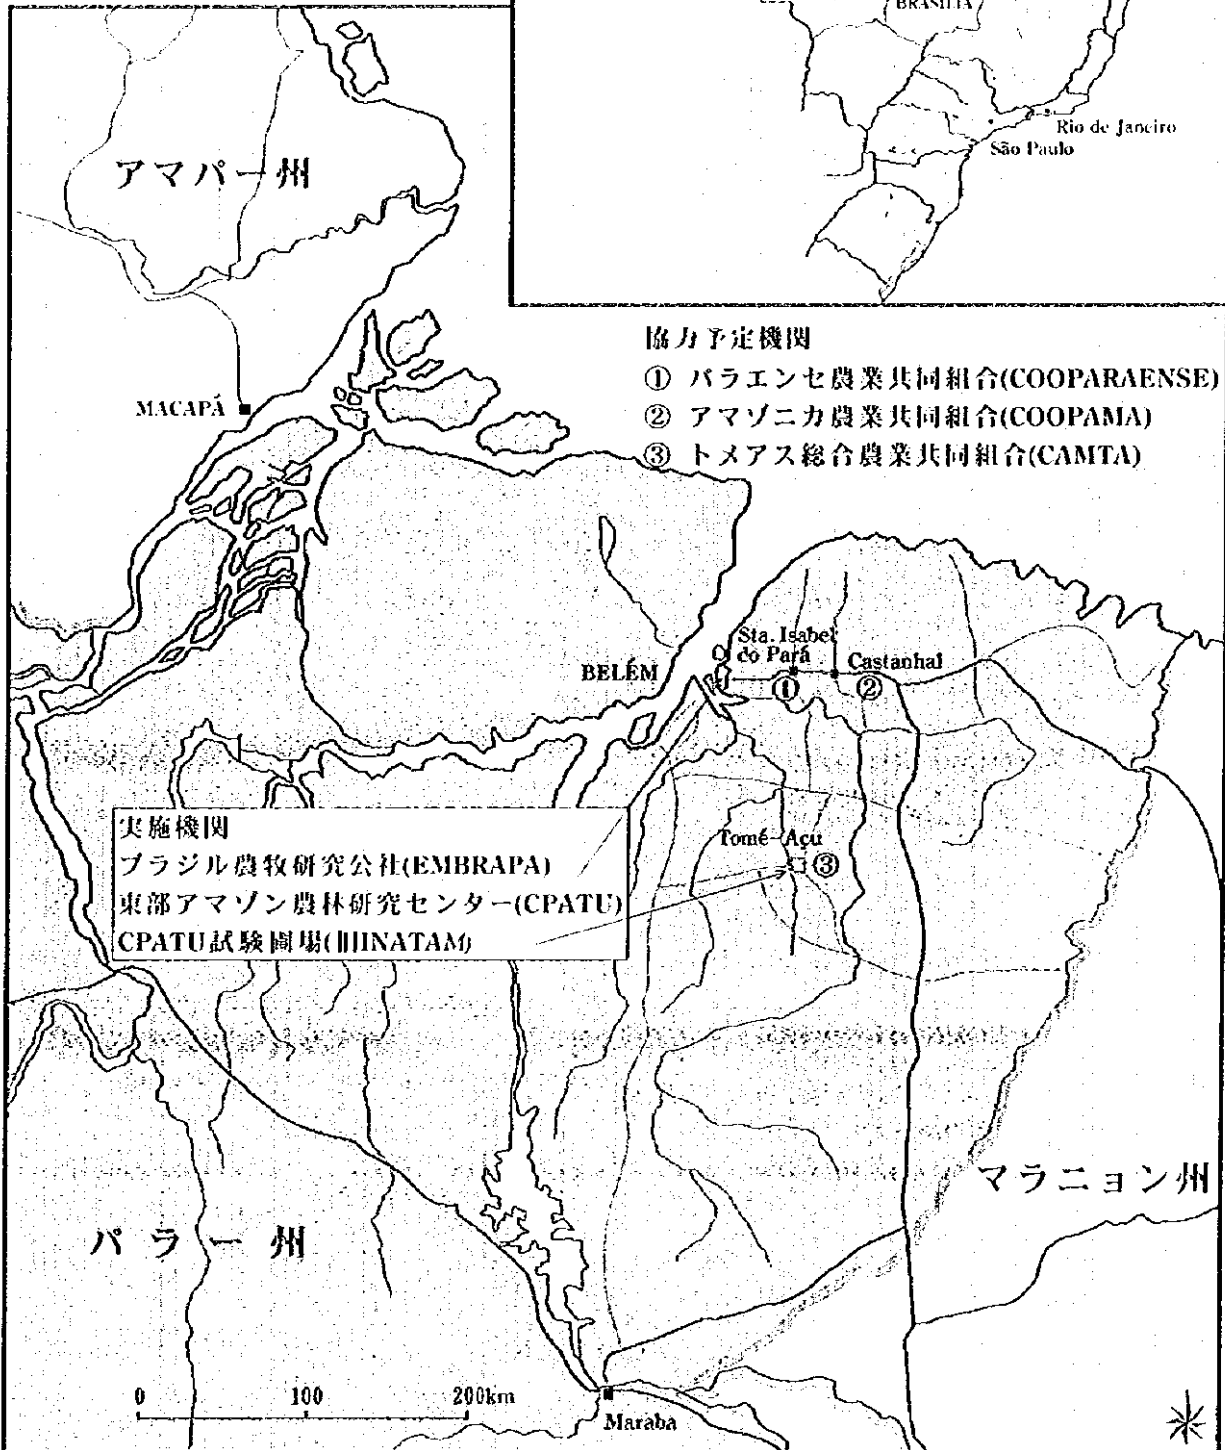 BRASILIA
Rio de Janeiro
São Paulo
アマパー州
協力予定機関
① パラエンセ農業共同組合(COOPARAENSE)
② アマゾニカ農業共同組合(COOPAMA)
③ トメアス総合農業共同組合(CAMTA)
MACAPÁ
Sta. Isabel
do Pará
BELÉM
Castanhal
①
②
実施機関
ブラジル農牧研究公社(EMBRAPA)
東部アマゾン農林研究センター(CPATU)
CPATU試験圃場(旧INATAM)
Tomé-Açu
③
マラニョン州
パラー州
0 100 200km
Maraba